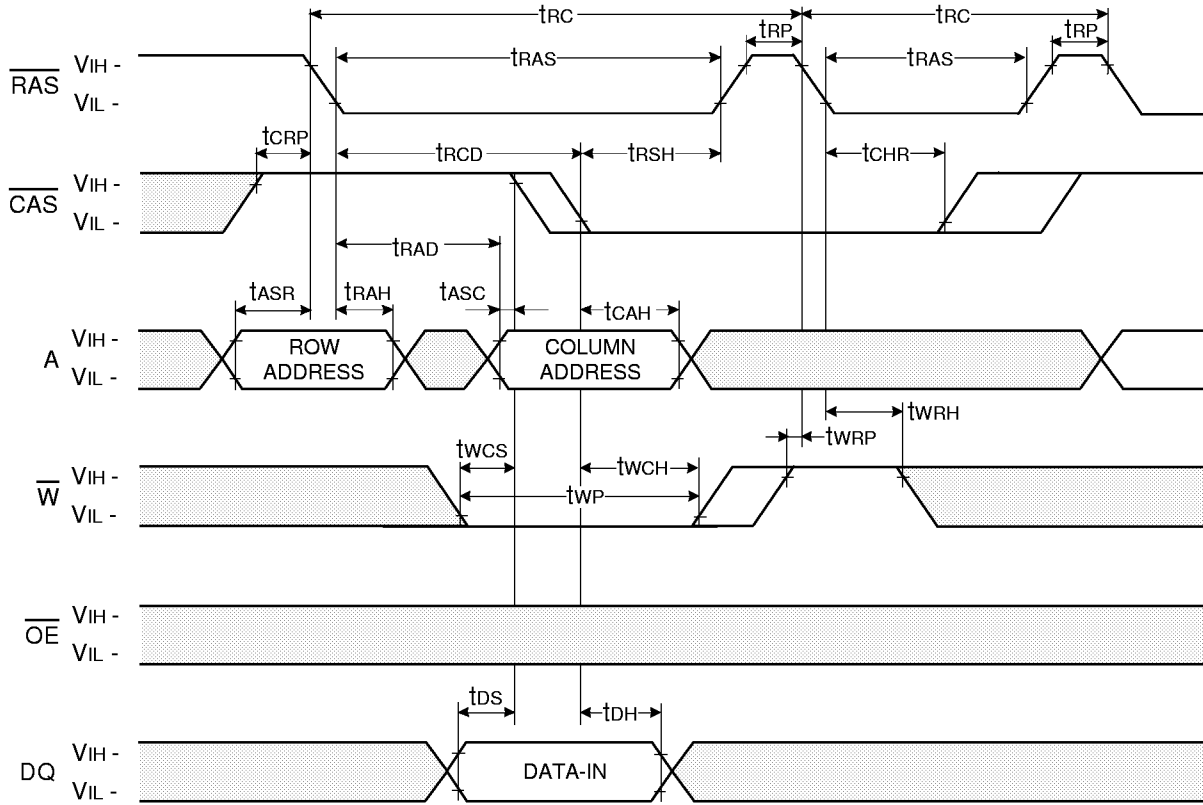 tRC tRC
tRP tRP
RAS VIH - tRAS tRAS
VIL -
tCRP tRCD tRSH tCHR
CAS VIH -
VIL -
tRAD
tASR tRAH tASC tCAH
A VIH - ROW ADDRESS COLUMN ADDRESS
VIL -
tWRH
tWRP
tWCS tWCH
W VIH - tWP
VIL -
OE VIH -
VIL -
tDS tDH
DQ VIH - DATA-IN
VIL -